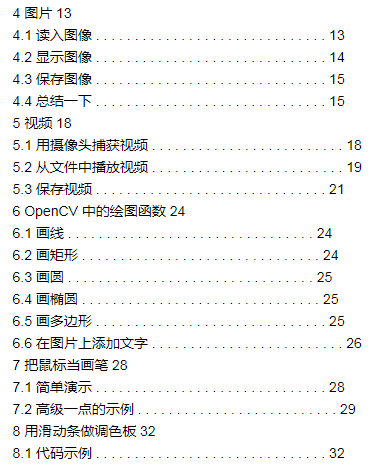 4 图片 13
4.1 读入图像 . . . . . . . . . . . . . . . . . . . . . . . . . 13
4.2 显示图像 . . . . . . . . . . . . . . . . . . . . . . . . . 14
4.3 保存图像 . . . . . . . . . . . . . . . . . . . . . . . . . 15
4.4 总结一下 . . . . . . . . . . . . . . . . . . . . . . . . . 15
5 视频 18
5.1 用摄像头捕获视频 . . . . . . . . . . . . . . . . . . . . . 18
5.2 从文件中播放视频 . . . . . . . . . . . . . . . . . . . . . 19
5.3 保存视频 . . . . . . . . . . . . . . . . . . . . . . . . . 21
6 OpenCV 中的绘图函数 24
6.1 画线 . . . . . . . . . . . . . . . . . . . . . . . . . . . 24
6.2 画矩形 . . . . . . . . . . . . . . . . . . . . . . . . . . 24
6.3 画圆 . . . . . . . . . . . . . . . . . . . . . . . . . . . 25
6.4 画椭圆 . . . . . . . . . . . . . . . . . . . . . . . . . . 25
6.5 画多边形 . . . . . . . . . . . . . . . . . . . . . . . . . 25
6.6 在图片上添加文字 . . . . . . . . . . . . . . . . . . . . . 26
7 把鼠标当画笔 28
7.1 简单演示 . . . . . . . . . . . . . . . . . . . . . . . . . 28
7.2 高级一点的示例 . . . . . . . . . . . . . . . . . . . . . . 29
8 用滑动条做调色板 32
8.1 代码示例 . . . . . . . . . . . . . . . . . . . . . . . . . 32